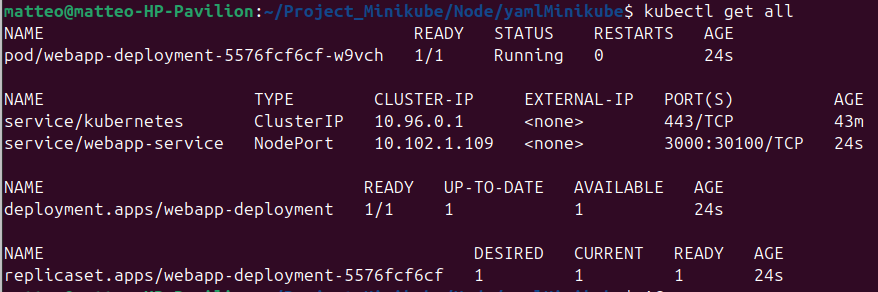 matteo@matteo-HP-Pavilion:~/Project_Minikube/Node/yamlMinikube$ kubectl get all
NAME READY STATUS RESTARTS AGE
pod/webapp-deployment-5576fcf6cf-w9vch 1/1 Running 0 24s
NAME TYPE CLUSTER-IP EXTERNAL-IP PORT(S) AGE
service/kubernetes ClusterIP 10.96.0.1 <none> 443/TCP 43m
service/webapp-service NodePort 10.102.1.109 <none> 3000:30100/TCP 24s
NAME READY UP-TO-DATE AVAILABLE AGE
deployment.apps/webapp-deployment 1/1 1 1 24s
NAME DESIRED CURRENT READY AGE
replicaset.apps/webapp-deployment-5576fcf6cf 1 1 1 24s